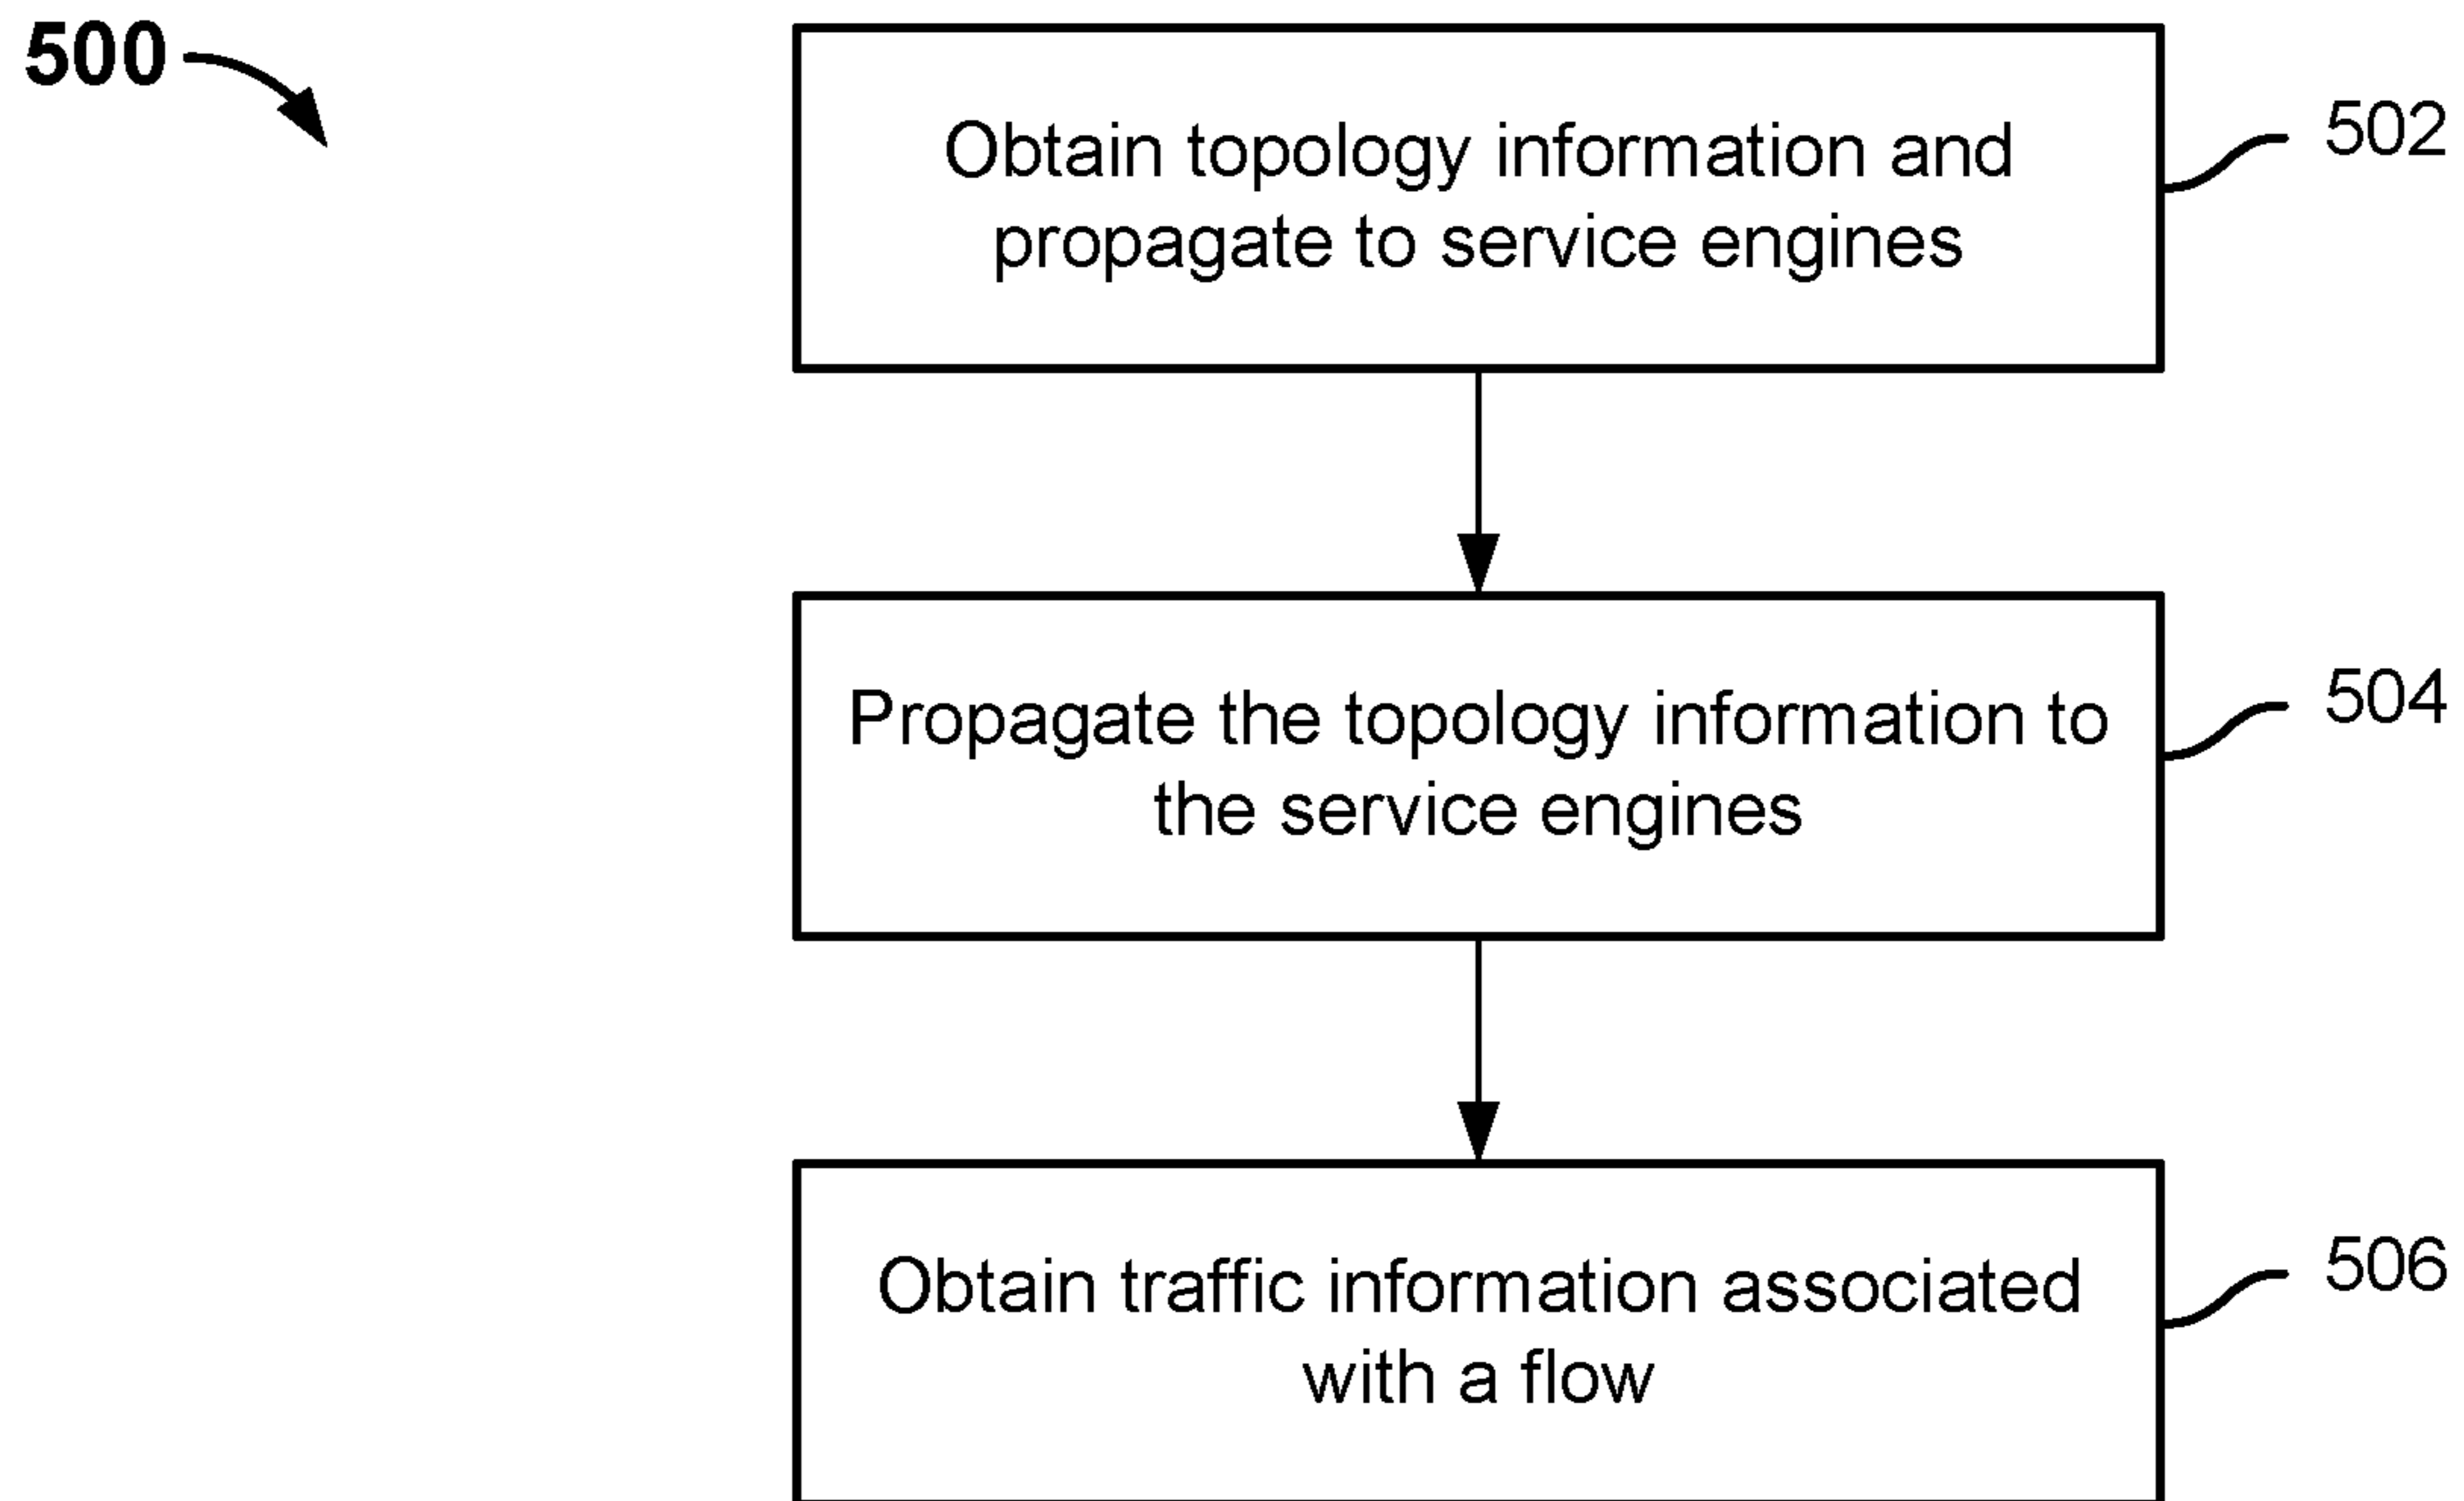 500
Obtain topology information and
propagate to service engines
502
Propagate the topology information to
the service engines
504
Obtain traffic information associated
with a flow
506